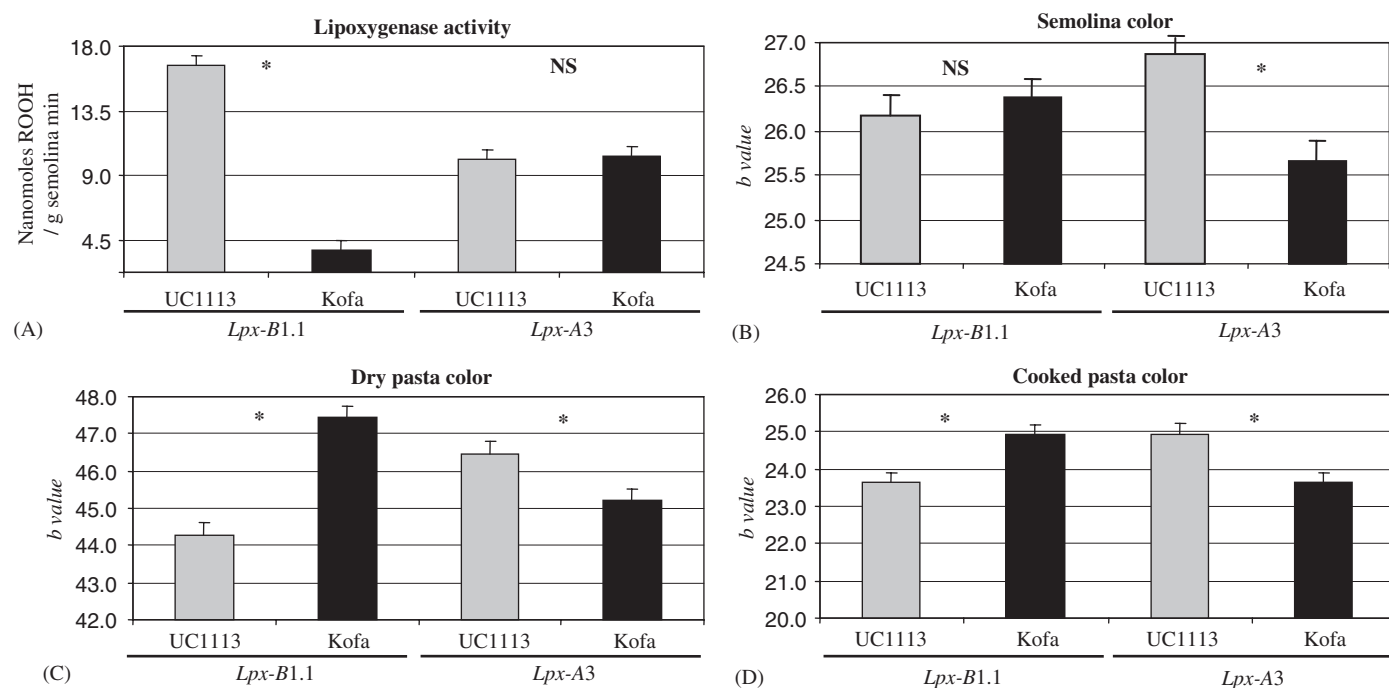 Lipoxygenase activity
Nanomoles ROOH
/ g semolina min
18.0
13.5
9.0
4.5
*
NS
UC1113 Kofa UC1113 Kofa
Lpx-B1.1 Lpx-A3
(A)
Semolina color
b value
27.0
26.5
26.0
25.5
25.0
24.5
NS
*
UC1113 Kofa UC1113 Kofa
Lpx-B1.1 Lpx-A3
(B)
Dry pasta color
b value
48.0
47.0
46.0
45.0
44.0
43.0
42.0
*
*
UC1113 Kofa UC1113 Kofa
Lpx-B1.1 Lpx-A3
(C)
Cooked pasta color
b value
26.0
25.0
24.0
23.0
22.0
21.0
20.0
*
*
UC1113 Kofa UC1113 Kofa
Lpx-B1.1 Lpx-A3
(D)